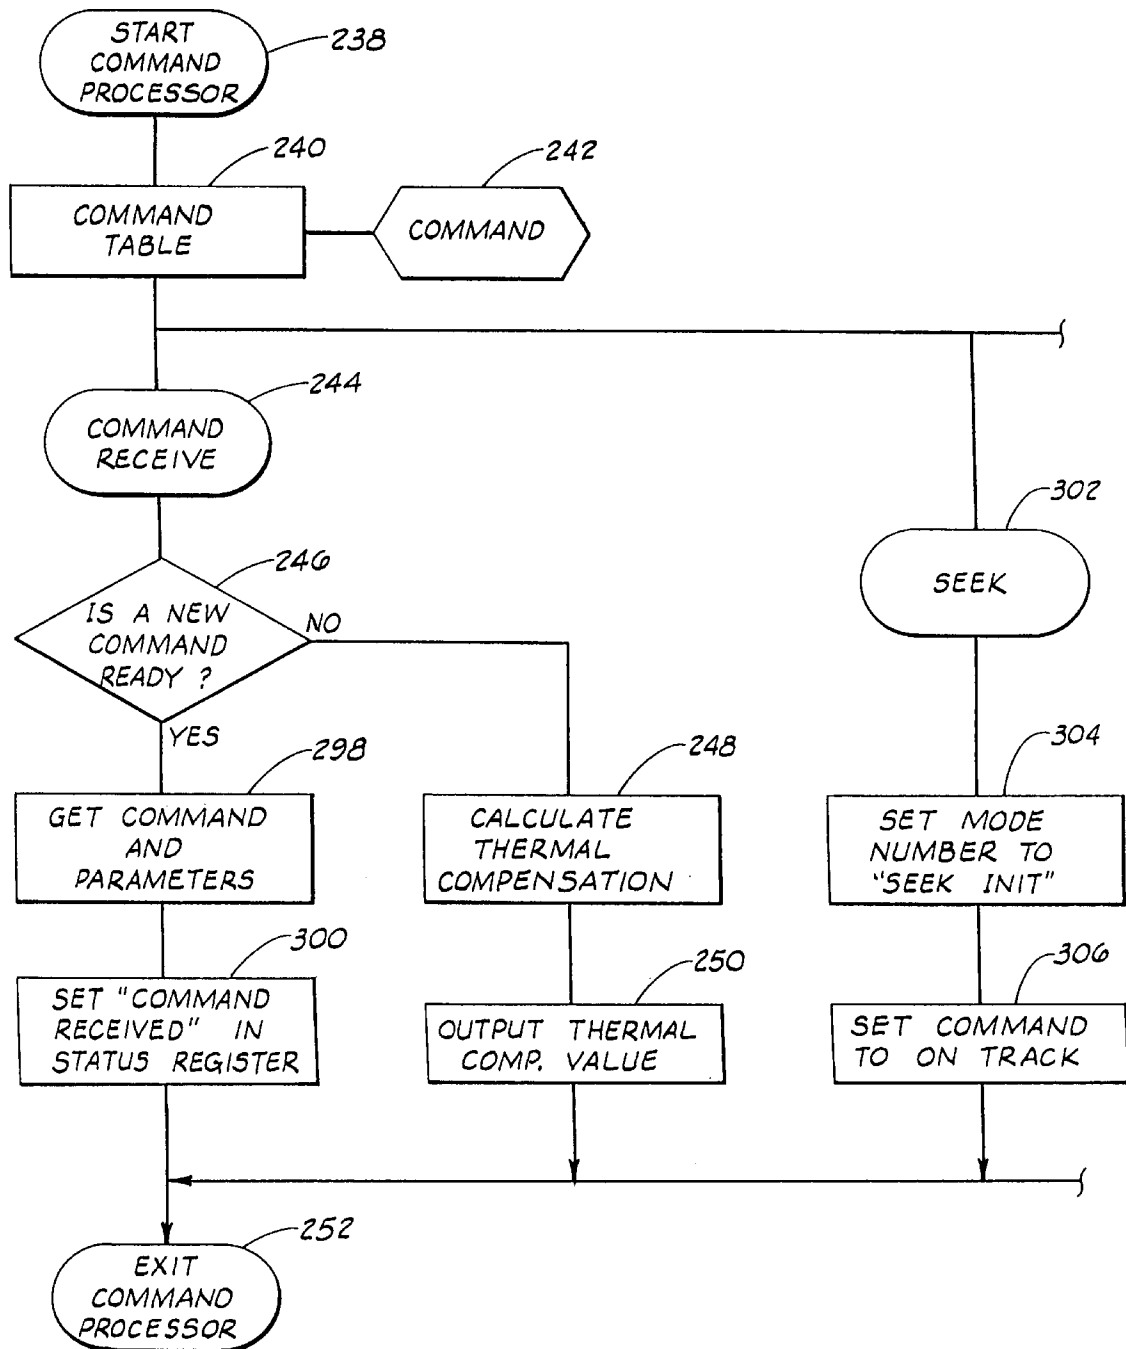 START
COMMAND
PROCESSOR
238
240
COMMAND
TABLE
242
COMMAND
244
COMMAND
RECEIVE
302
SEEK
246
IS A NEW
COMMAND
READY ?
NO
YES
298
GET COMMAND
AND
PARAMETERS
248
CALCULATE
THERMAL
COMPENSATION
304
SET MODE
NUMBER TO
"SEEK INIT"
300
SET "COMMAND
RECEIVED" IN
STATUS REGISTER
250
OUTPUT THERMAL
COMP. VALUE
306
SET COMMAND
TO ON TRACK
252
EXIT
COMMAND
PROCESSOR